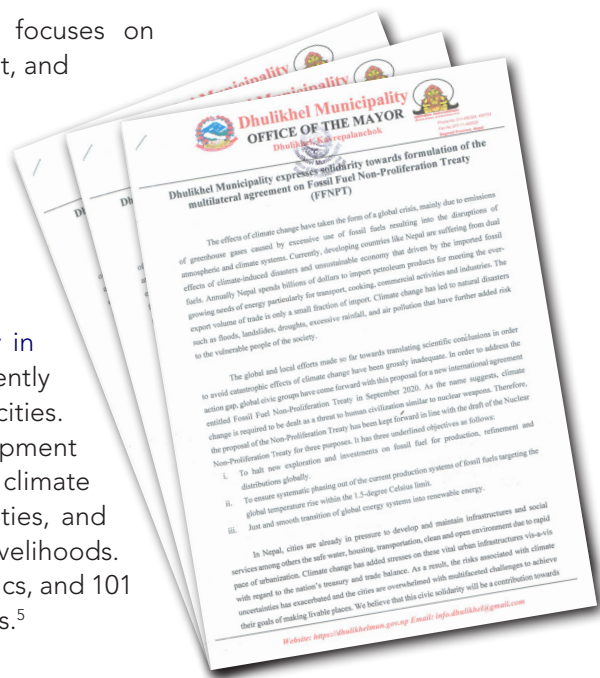 focuses on
t, and
y in
ently
cities.
opment
climate
ties, and
velihoods.
cs, and 101
s.5
Dhulikhel Municipality
OFFICE OF THE MAYOR
Dhulikhel, Kavrepalanchok
Dhulikhel Municipality expresses solidarity towards formulation of the
multilateral agreement on Fossil Fuel Non-Proliferation Treaty
(FFNPT)
The effects of climate change have taken the form of a global crisis, mainly due to emissions
of greenhouse gases caused by excessive use of fossil fuels resulting into the disruptions of
atmospheric and climate systems. Currently, developing countries like Nepal are suffering from dual
effects of climate-induced disasters and unsustainable economy that driven by the imported fossil
fuels. Annually Nepal spends billions of dollars to import petroleum products for meeting the ever-
growing needs of energy particularly for transport, cooking, commercial activities and industries. The
export volume of trade is only a small fraction of import. Climate change has led to natural disasters
such as floods, landslides, droughts, excessive rainfall, and air pollution that have further added risk
to the vulnerable people of the society.
The global and local efforts made so far towards translating scientific conclusions in order
to avoid catastrophic effects of climate change have been grossly inadequate. In order to address the
action gap, global civic groups have come forward with this proposal for a new international agreement
entitled Fossil Fuel Non-Proliferation Treaty in September 2020. As the name suggests, climate
change is required to be dealt as a threat to human civilization similar to nuclear weapons. Therefore,
the proposal of the Non-Proliferation Treaty has been kept forward in line with the draft of the Nuclear
Non-Proliferation Treaty for three purposes. It has three underlined objectives as follows:
i. To halt new exploration and investments on fossil fuel for production, refinement and
distributions globally.
ii. To ensure systematic phasing out of the current production systems of fossil fuels targeting the
global temperature rise within the 1.5-degree Celsius limit.
iii. Just and smooth transition of global energy systems into renewable energy.
In Nepal, cities are already in pressure to develop and maintain infrastructures and social
services among others the safe water, housing, transportation, clean and open environment due to rapid
pace of urbanization. Climate change has added stresses on these vital urban infrastructures vis-a-vis
with regard to the nation's treasury and trade balance. As a result, the risks associated with climate
uncertainties has exacerbated and the cities are overwhelmed with multifaceted challenges to achieve
their goals of making livable places. We believe that this civic solidarity will be a contribution towards
Website: https://dhulikhelmun.gov.np Email: info.dhulikhel@gmail.com